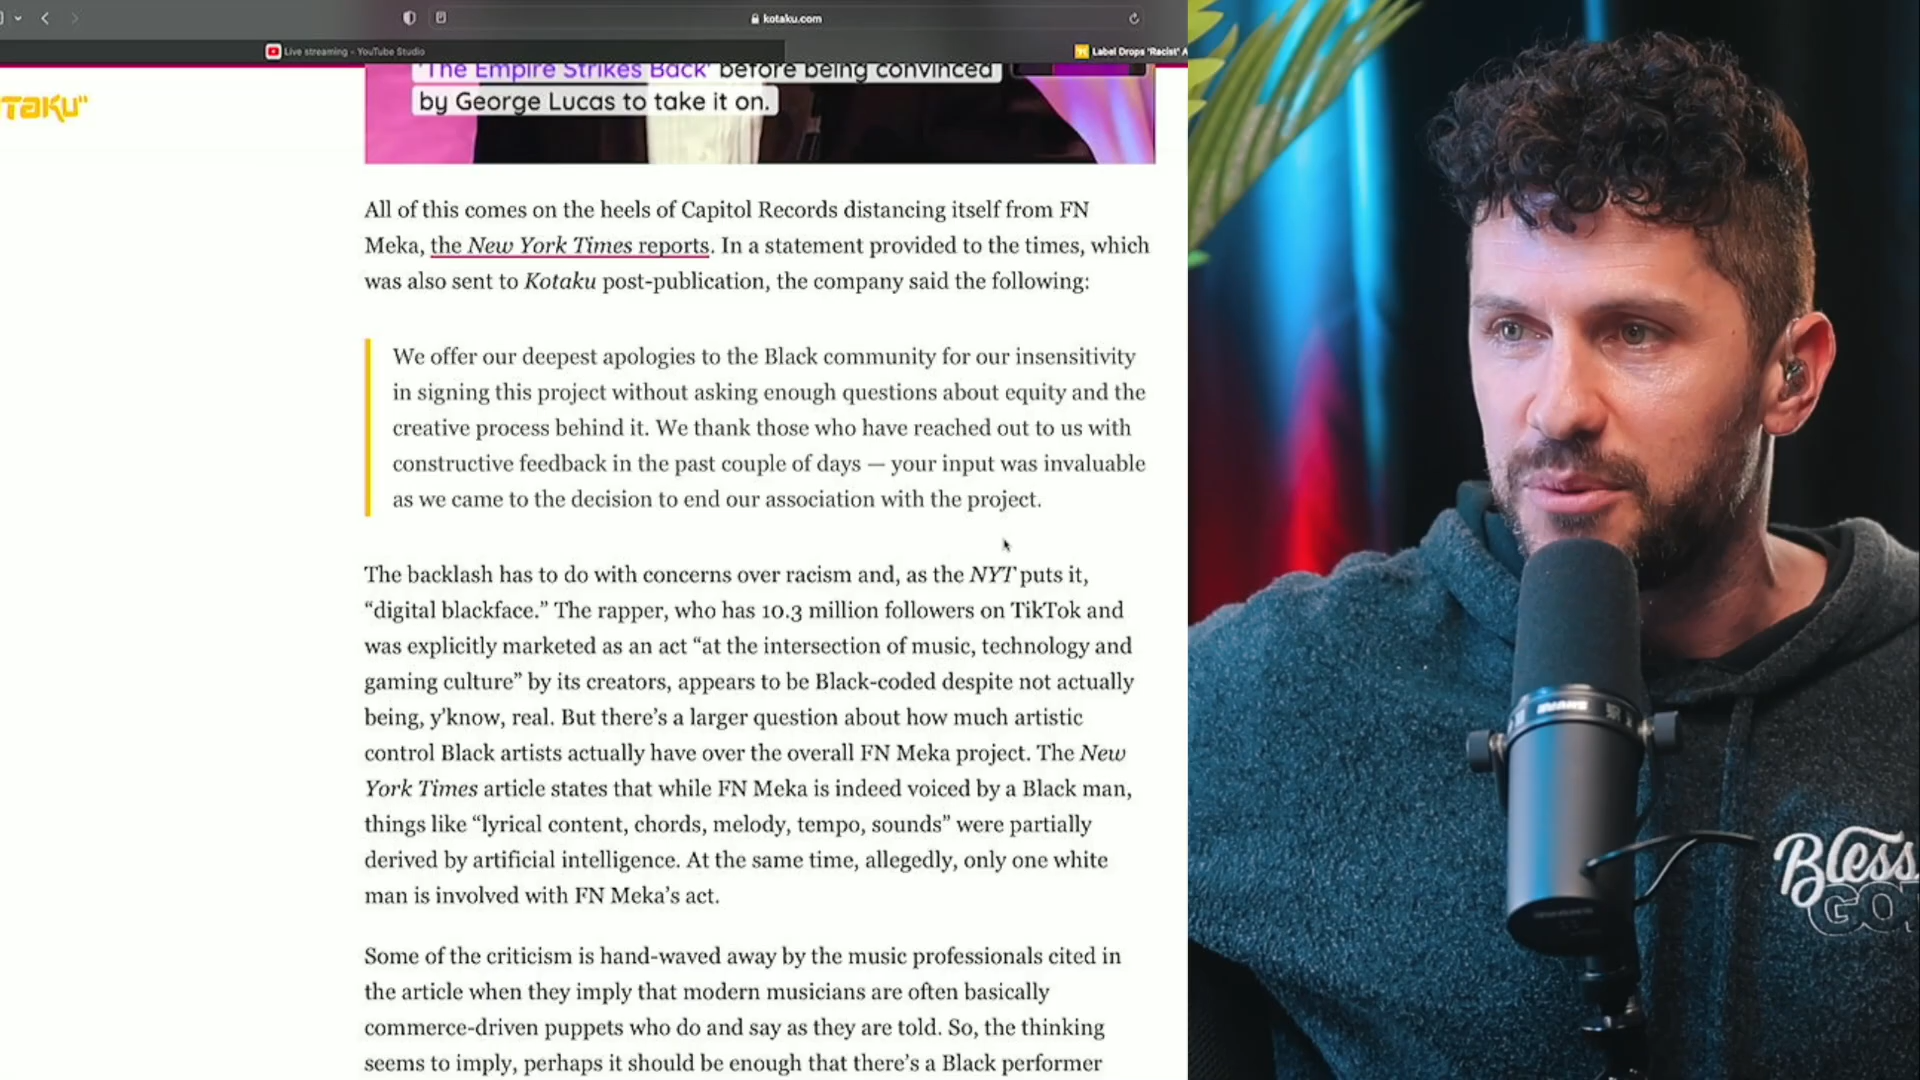 kotaku.com
Live streaming - YouTube Studio
Label Drops 'Racist' A
TaKU"
'The Empire Strikes Back' before being convinced
by George Lucas to take it on.
All of this comes on the heels of Capitol Records distancing itself from FN
Meka, the New York Times reports. In a statement provided to the times, which
was also sent to Kotaku post-publication, the company said the following:
We offer our deepest apologies to the Black community for our insensitivity
in signing this project without asking enough questions about equity and the
creative process behind it. We thank those who have reached out to us with
constructive feedback in the past couple of days — your input was invaluable
as we came to the decision to end our association with the project.
The backlash has to do with concerns over racism and, as the NYT puts it,
“digital blackface.” The rapper, who has 10.3 million followers on TikTok and
was explicitly marketed as an act “at the intersection of music, technology and
gaming culture” by its creators, appears to be Black-coded despite not actually
being, y’know, real. But there’s a larger question about how much artistic
control Black artists actually have over the overall FN Meka project. The New
York Times article states that while FN Meka is indeed voiced by a Black man,
things like “lyrical content, chords, melody, tempo, sounds” were partially
derived by artificial intelligence. At the same time, allegedly, only one white
man is involved with FN Meka’s act.
Some of the criticism is hand-waved away by the music professionals cited in
the article when they imply that modern musicians are often basically
commerce-driven puppets who do and say as they are told. So, the thinking
seems to imply, perhaps it should be enough that there’s a Black performer
SHURE
Bless
GO